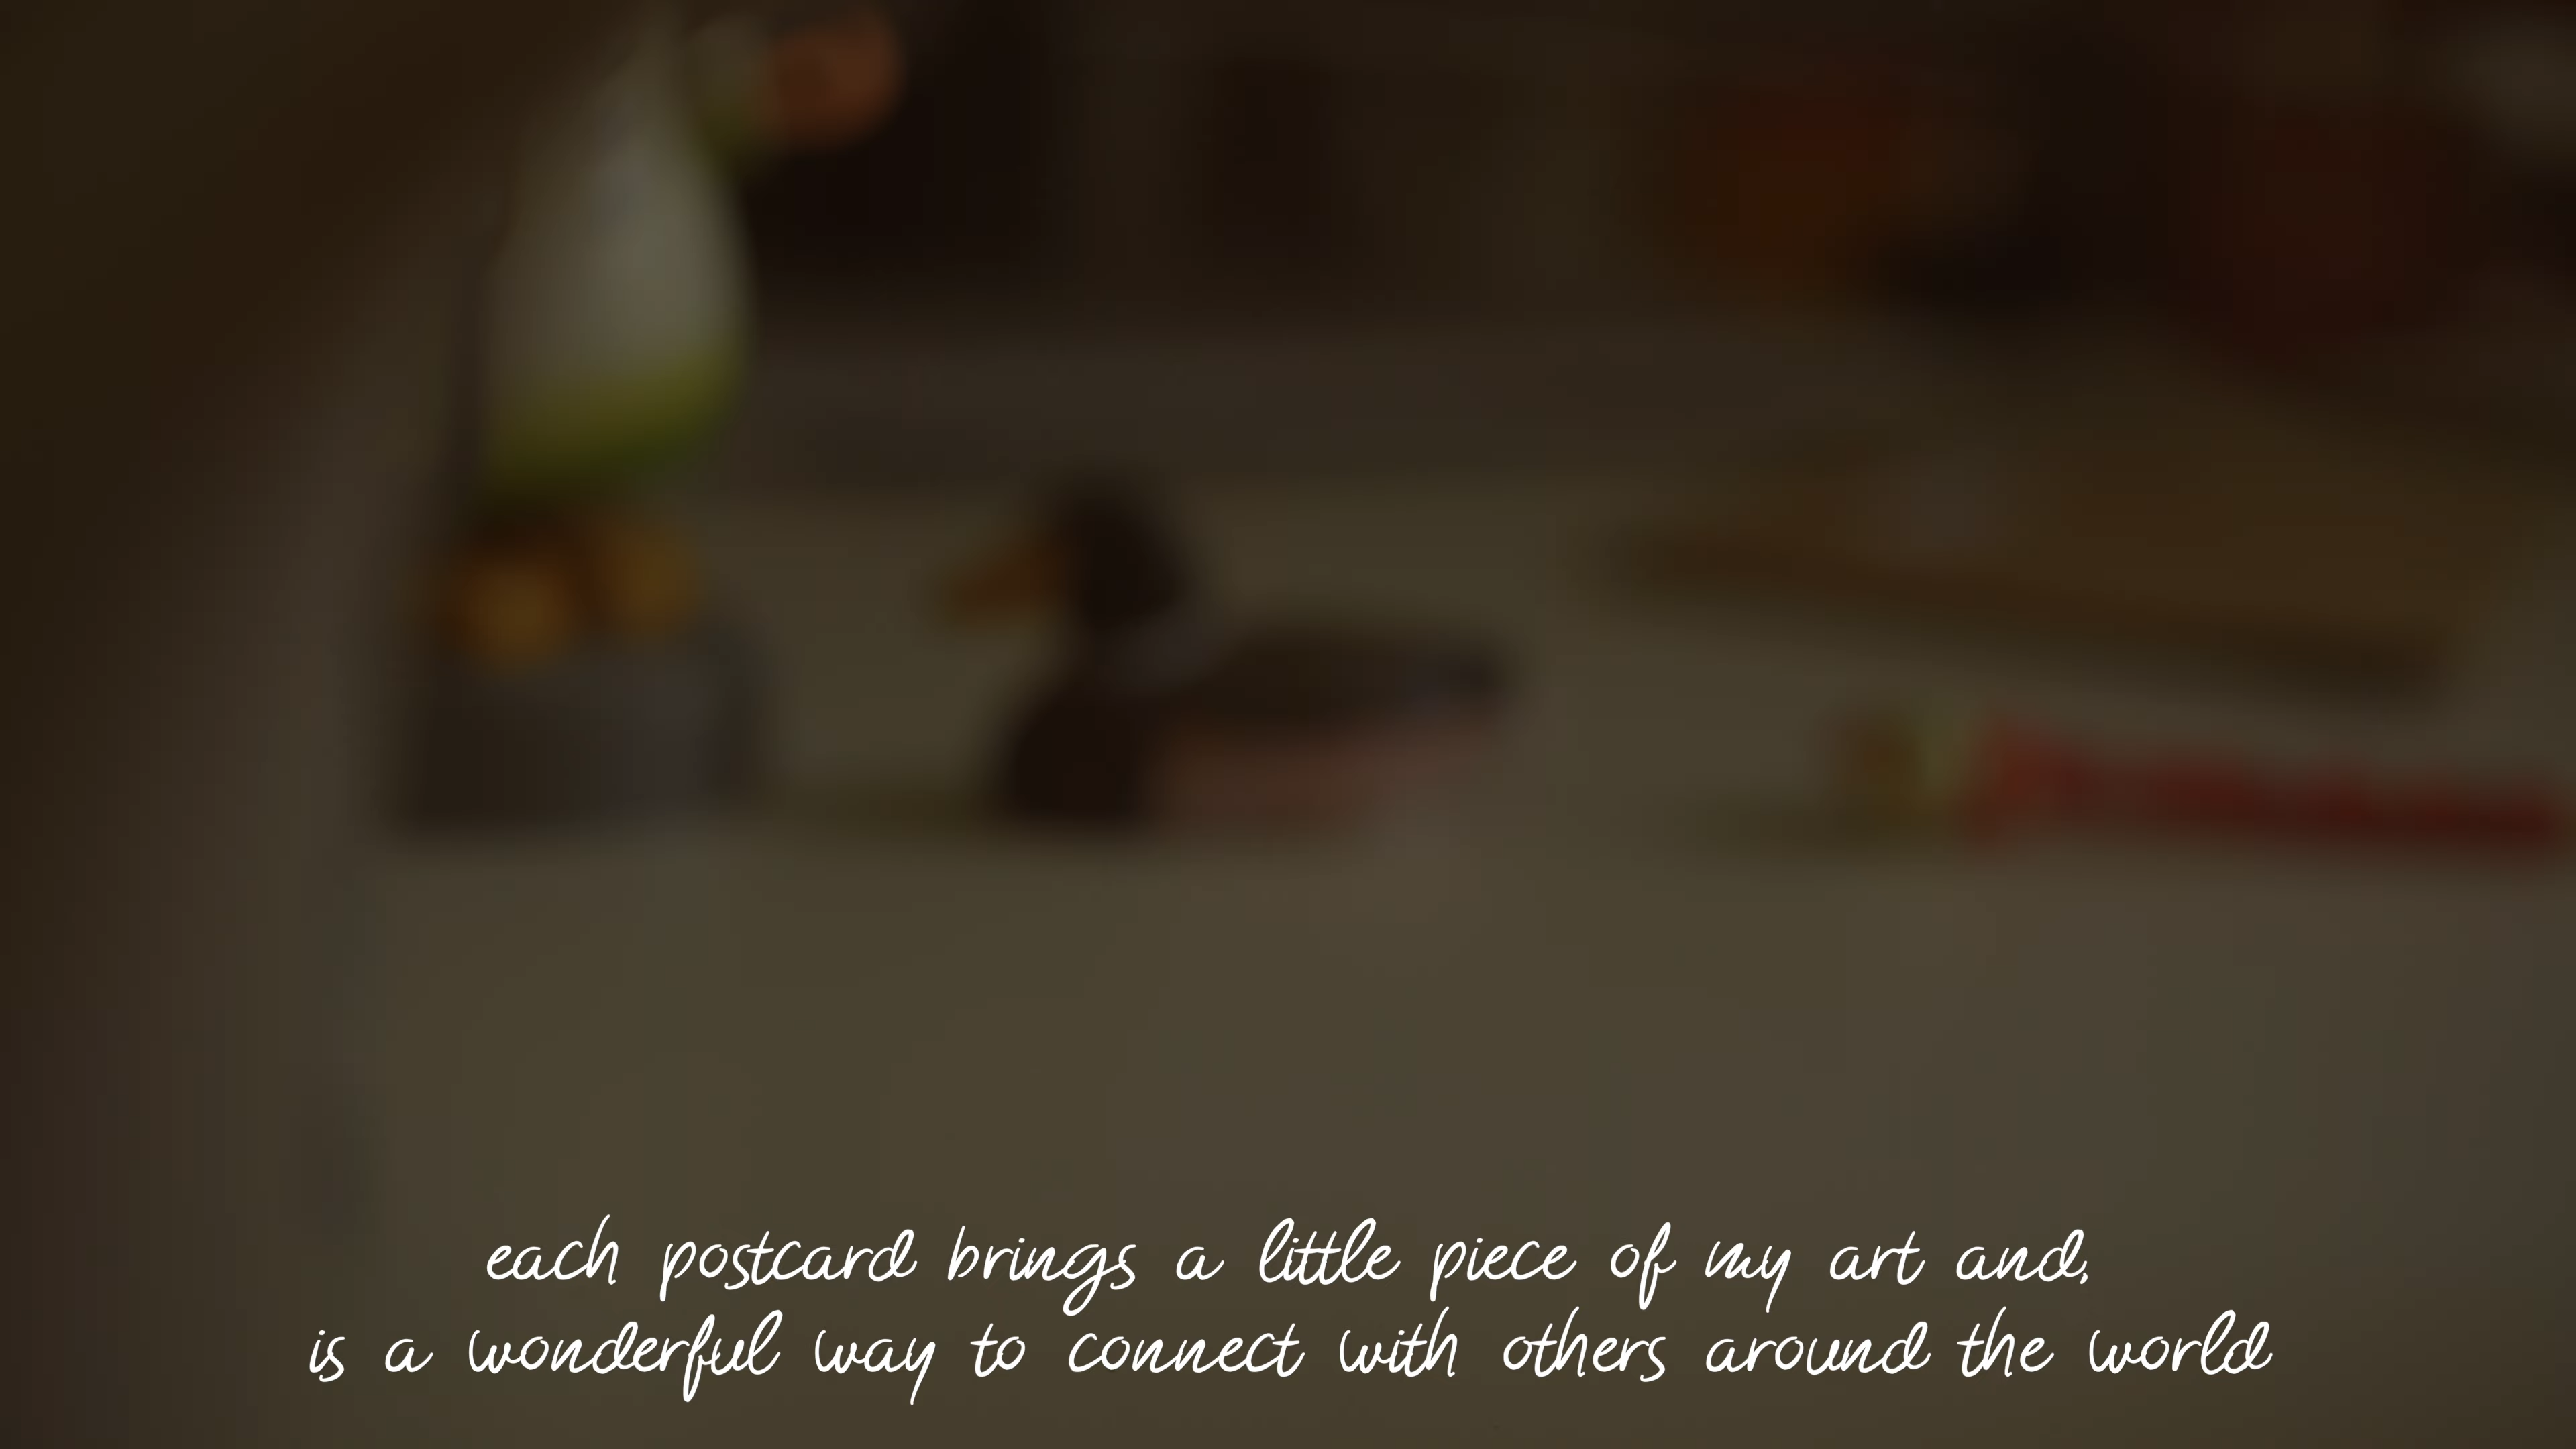 each postcard brings a little piece of my art and,
is a wonderful way to connect with others around the world